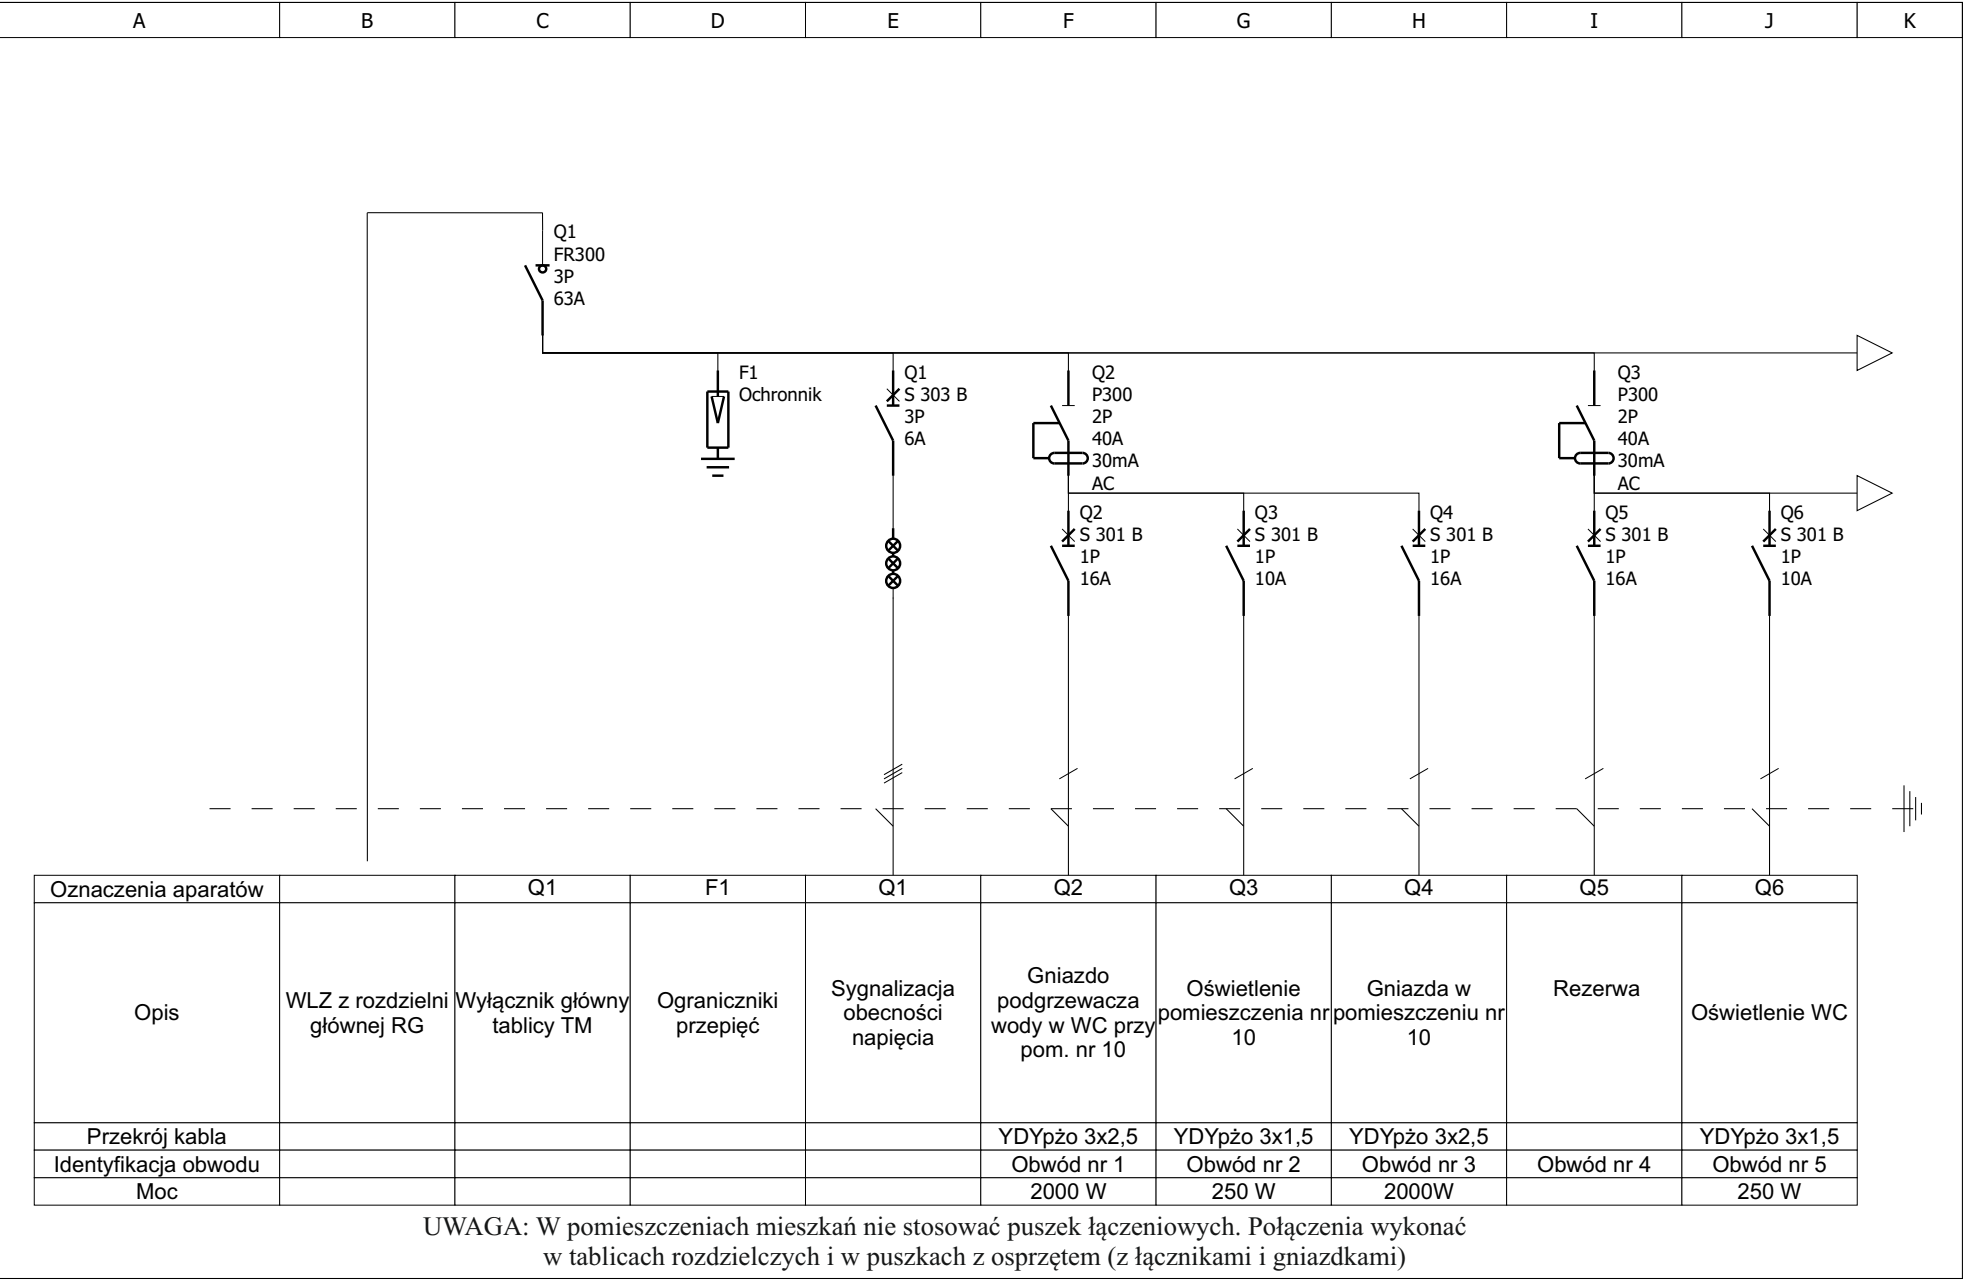 A B C D E F G H I J K
Q1
FR300
3P
63A
F1
Ochronnik
Q1
S 303 B
3P
6A
Q2
P300
2P
40A
30mA
AC
Q3
P300
2P
40A
30mA
AC
Q2
S 301 B
1P
16A
Q3
S 301 B
1P
10A
Q4
S 301 B
1P
16A
Q5
S 301 B
1P
16A
Q6
S 301 B
1P
10A
Oznaczenia aparatów Q1 F1 Q1 Q2 Q3 Q4 Q5 Q6
Opis
WLZ z rozdzielni
głównej RG
Wyłącznik główny
tablicy TM
Ograniczniki
przepięć
Sygnalizacja
obecności
napięcia
Gniazdo
podgrzewacza
wody w WC przy
pom. nr 10
Oświetlenie
pomieszczenia nr
10
Gniazda w
pomieszczeniu nr
10
Rezerwa
Oświetlenie WC
Przekrój kabla YDYpżo 3x2,5 YDYpżo 3x1,5 YDYpżo 3x2,5 YDYpżo 3x1,5
Identyfikacja obwodu Obwód nr 1 Obwód nr 2 Obwód nr 3 Obwód nr 4 Obwód nr 5
Moc 2000 W 250 W 2000W 250 W
UWAGA: W pomieszczeniach mieszkań nie stosować puszek łączeniowych. Połączenia wykonać
w tablicach rozdzielczych i w puszkach z osprzętem (z łącznikami i gniazdkami)